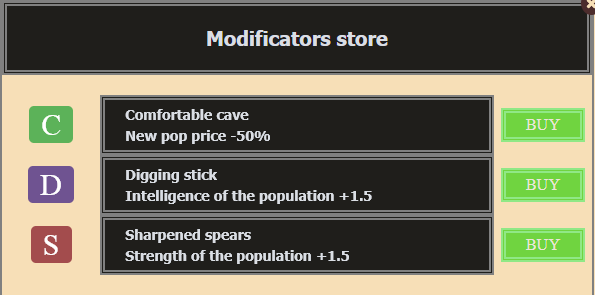 Modificators store
C
Comfortable cave
New pop price -50%
BUY
D
Digging stick
Intelligence of the population +1.5
BUY
S
Sharpened spears
Strength of the population +1.5
BUY